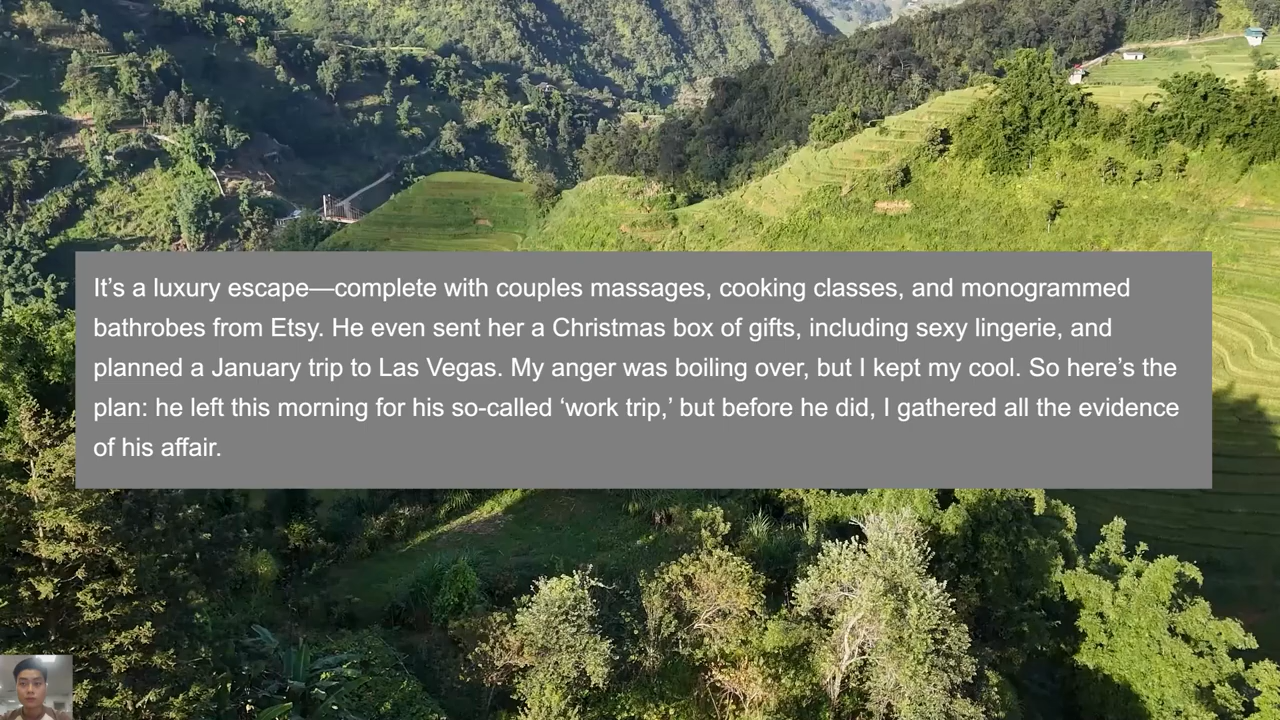 It’s a luxury escape—complete with couples massages, cooking classes, and monogrammed
bathrobes from Etsy. He even sent her a Christmas box of gifts, including sexy lingerie, and
planned a January trip to Las Vegas. My anger was boiling over, but I kept my cool. So here’s the
plan: he left this morning for his so-called ‘work trip,’ but before he did, I gathered all the evidence
of his affair.